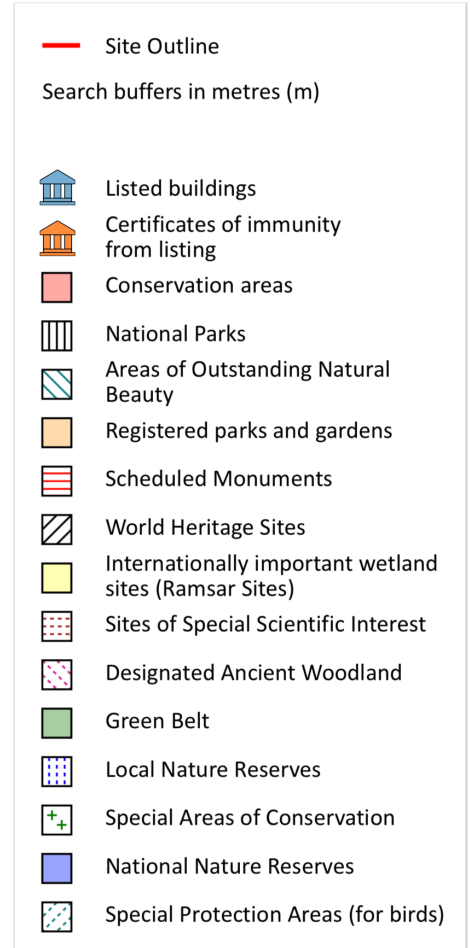 Site Outline
Search buffers in metres (m)
Listed buildings
Certificates of immunity
from listing
Conservation areas
National Parks
Areas of Outstanding Natural
Beauty
Registered parks and gardens
Scheduled Monuments
World Heritage Sites
Internationally important wetland
sites (Ramsar Sites)
Sites of Special Scientific Interest
Designated Ancient Woodland
Green Belt
Local Nature Reserves
Special Areas of Conservation
National Nature Reserves
Special Protection Areas (for birds)